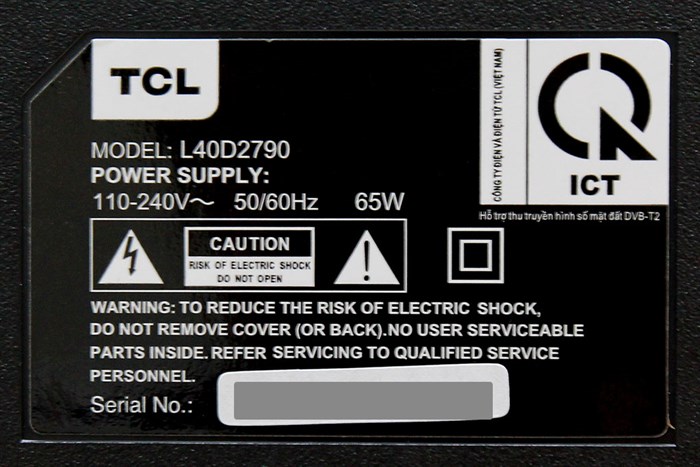 TCL
MODEL: L40D2790
POWER SUPPLY:
110-240V～ 50/60Hz 65W
CAUTION
RISK OF ELECTRIC SHOCK
DO NOT OPEN
WARNING: TO REDUCE THE RISK OF ELECTRIC SHOCK,
DO NOT REMOVE COVER (OR BACK).NO USER SERVICEABLE
PARTS INSIDE. REFER SERVICING TO QUALIFIED SERVICE
PERSONNEL.
Serial No.:
CÔNG TY ĐIỆN VÀ ĐIỆN TỬ TCL (VIỆT NAM)
ICT
Hỗ trợ thu truyền hình số mặt đất DVB-T2